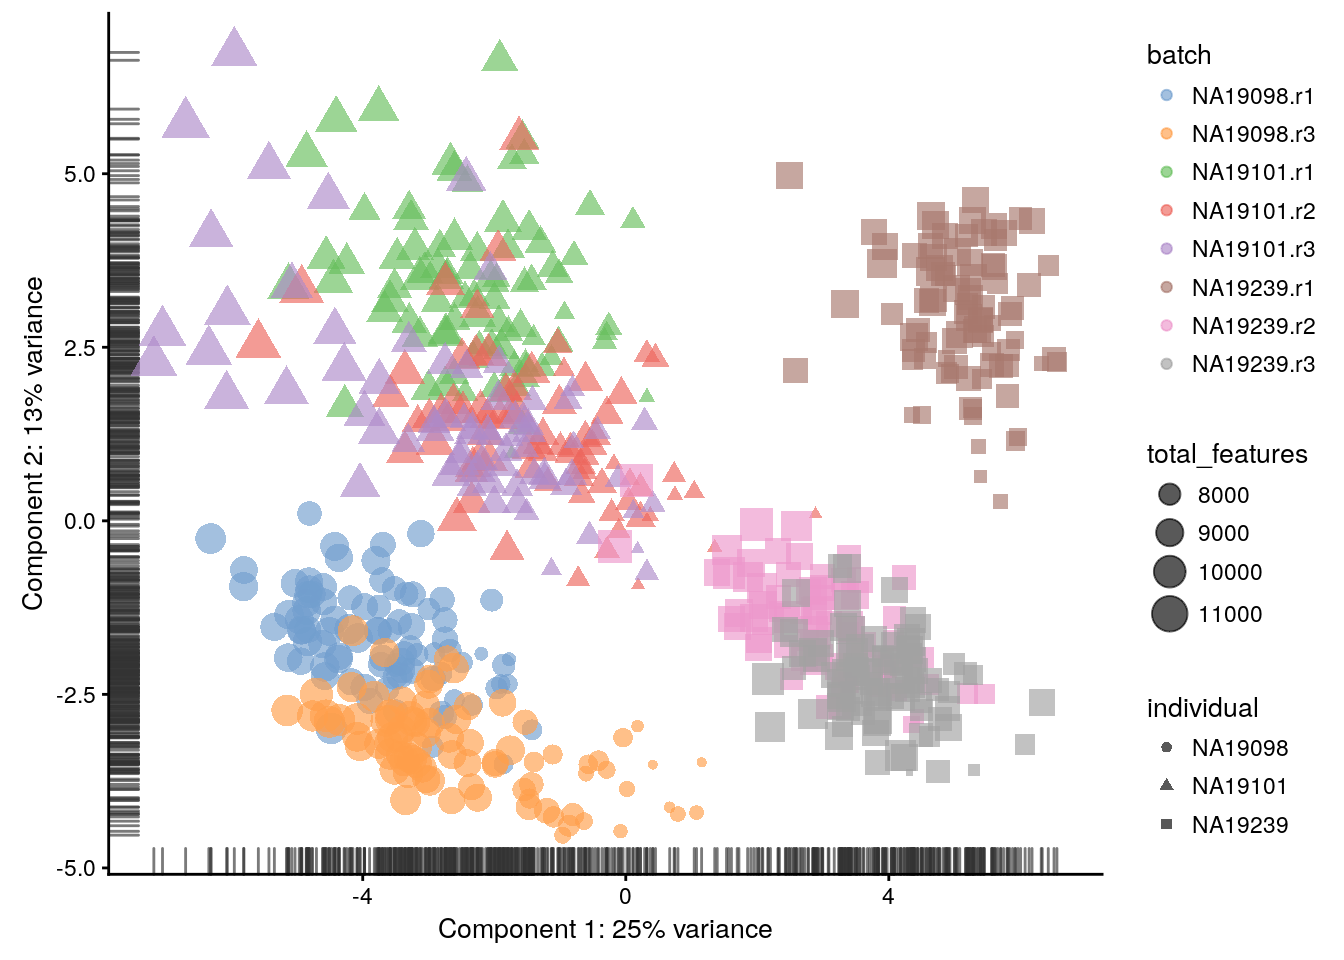 batch
NA19098.r1
NA19098.r3
NA19101.r1
NA19101.r2
NA19101.r3
NA19239.r1
NA19239.r2
NA19239.r3
total_features
8000
9000
10000
11000
individual
NA19098
NA19101
NA19239
Component 2: 13% variance
5.0
2.5
0.0
-2.5
-5.0
-4
0
4
Component 1: 25% variance